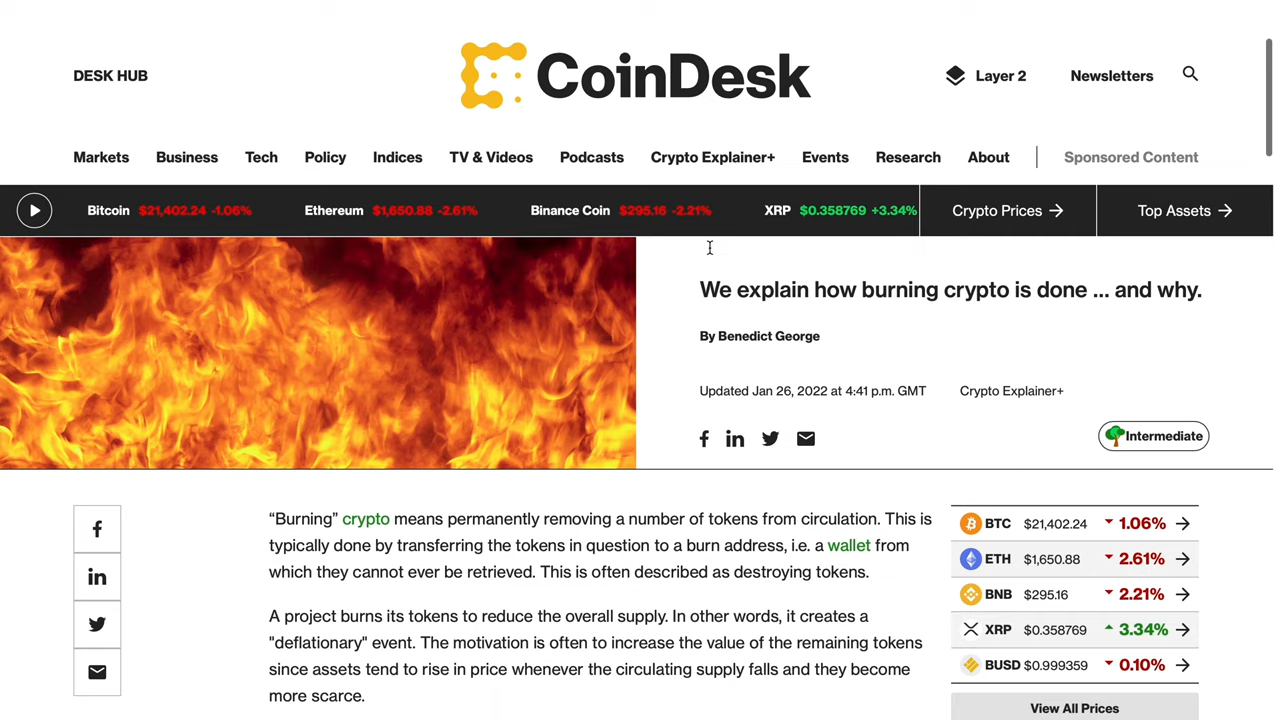 DESK HUB
CoinDesk
Layer 2
Newsletters
Markets
Business
Tech
Policy
Indices
TV & Videos
Podcasts
Crypto Explainer+
Events
Research
About
Sponsored Content
Bitcoin $21,402.24 -1.06%
Ethereum $1,650.88 -2.61%
Binance Coin $295.16 -2.21%
XRP $0.358769 +3.34%
Crypto Prices
Top Assets
We explain how burning crypto is done ... and why.
By Benedict George
Updated Jan 26, 2022 at 4:41 p.m. GMT
Crypto Explainer+
Intermediate
“Burning” crypto means permanently removing a number of tokens from circulation. This is
typically done by transferring the tokens in question to a burn address, i.e. a wallet from
which they cannot ever be retrieved. This is often described as destroying tokens.
A project burns its tokens to reduce the overall supply. In other words, it creates a
"deflationary" event. The motivation is often to increase the value of the remaining tokens
since assets tend to rise in price whenever the circulating supply falls and they become
more scarce.
BTC $21,402.24 1.06%
ETH $1,650.88 2.61%
BNB $295.16 2.21%
XRP $0.358769 3.34%
BUSD $0.999359 0.10%
View All Prices